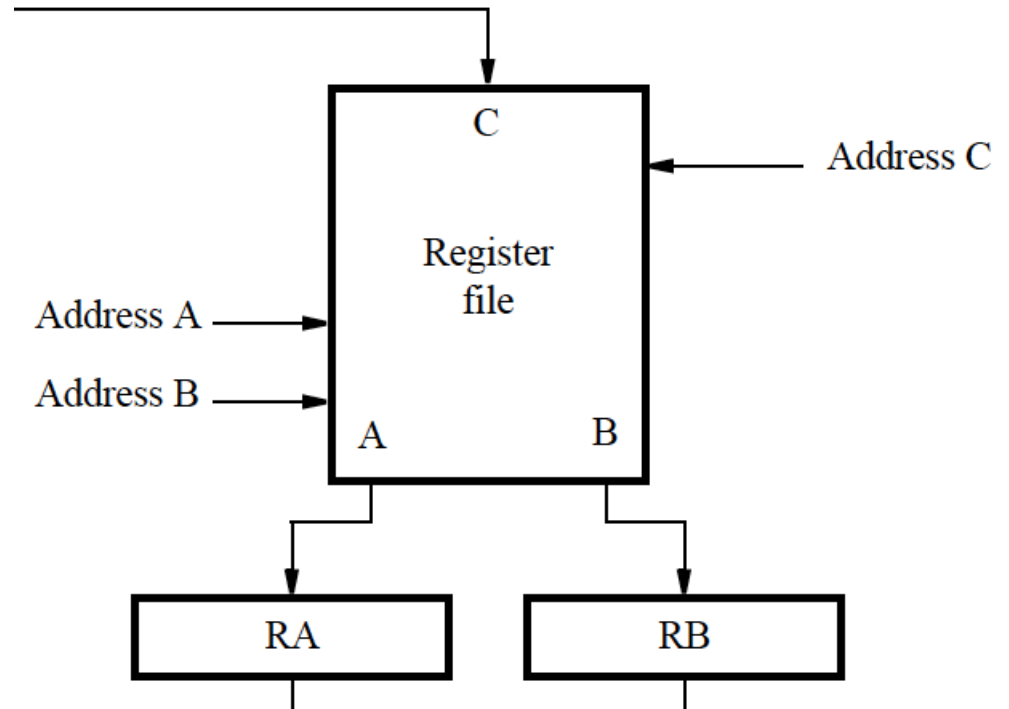 C
Address C
Register
file
Address A
Address B
A
B
RA
RB